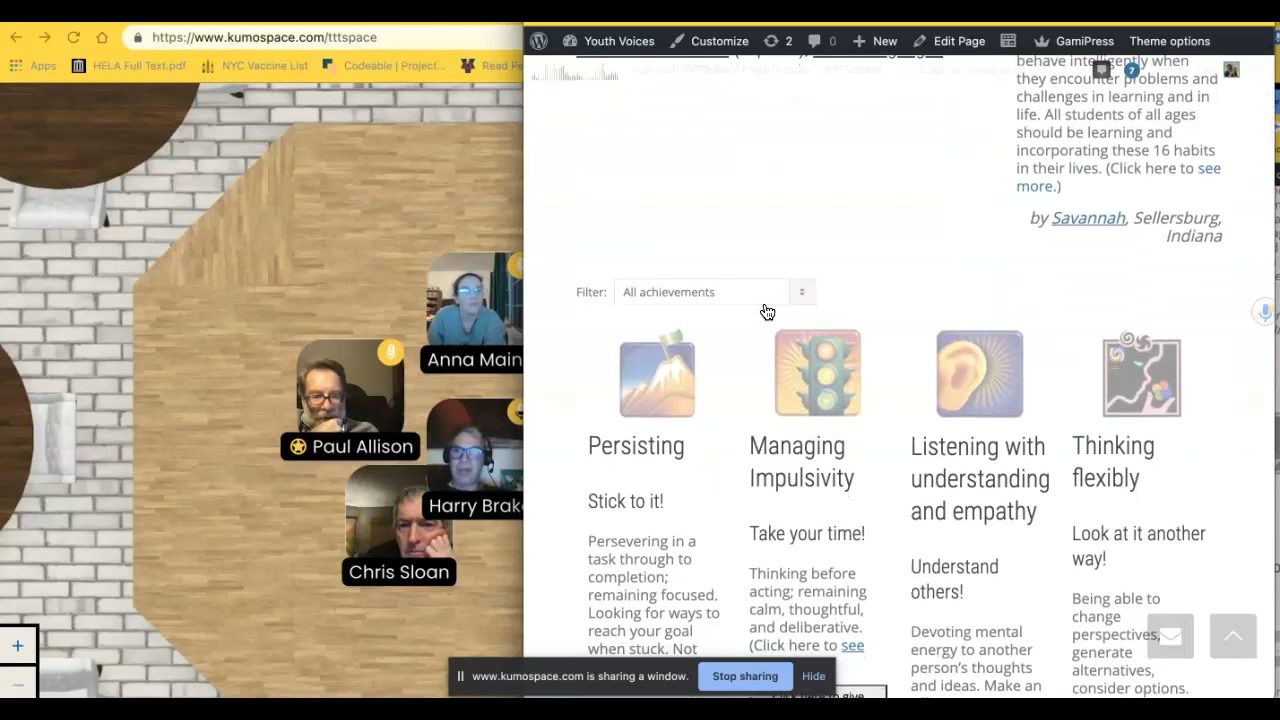 https://www.kumospace.com/tttspace
Apps
HELA Full Text.pdf
NYC Vaccine List
Codeable | Project...
Read Pe
Youth Voices
Customize
2
0
New
Edit Page
GamiPress
Theme options
7
behave intelligently when
they encounter problems and
challenges in learning and in
life. All students of all ages
should be learning and
incorporating these 16 habits
in their lives. (Click here to see
more.)
by Savannah, Sellersburg,
Indiana
Filter:
All achievements
Persisting
Stick to it!
Persevering in a
task through to
completion;
remaining focused.
Looking for ways to
reach your goal
when stuck. Not
Managing
Impulsivity
Take your time!
Thinking before
acting; remaining
calm, thoughtful,
and deliberative.
(Click here to see
Listening with
understanding
and empathy
Understand
others!
Devoting mental
energy to another
person's thoughts
and ideas. Make an
Thinking
flexibly
Look at it another
way!
Being able to
change
perspectives,
generate
alternatives,
consider options.
Anna Main
Paul Allison
Harry Brak
Chris Sloan
+
−
www.kumospace.com is sharing a window.
Stop sharing
Hide